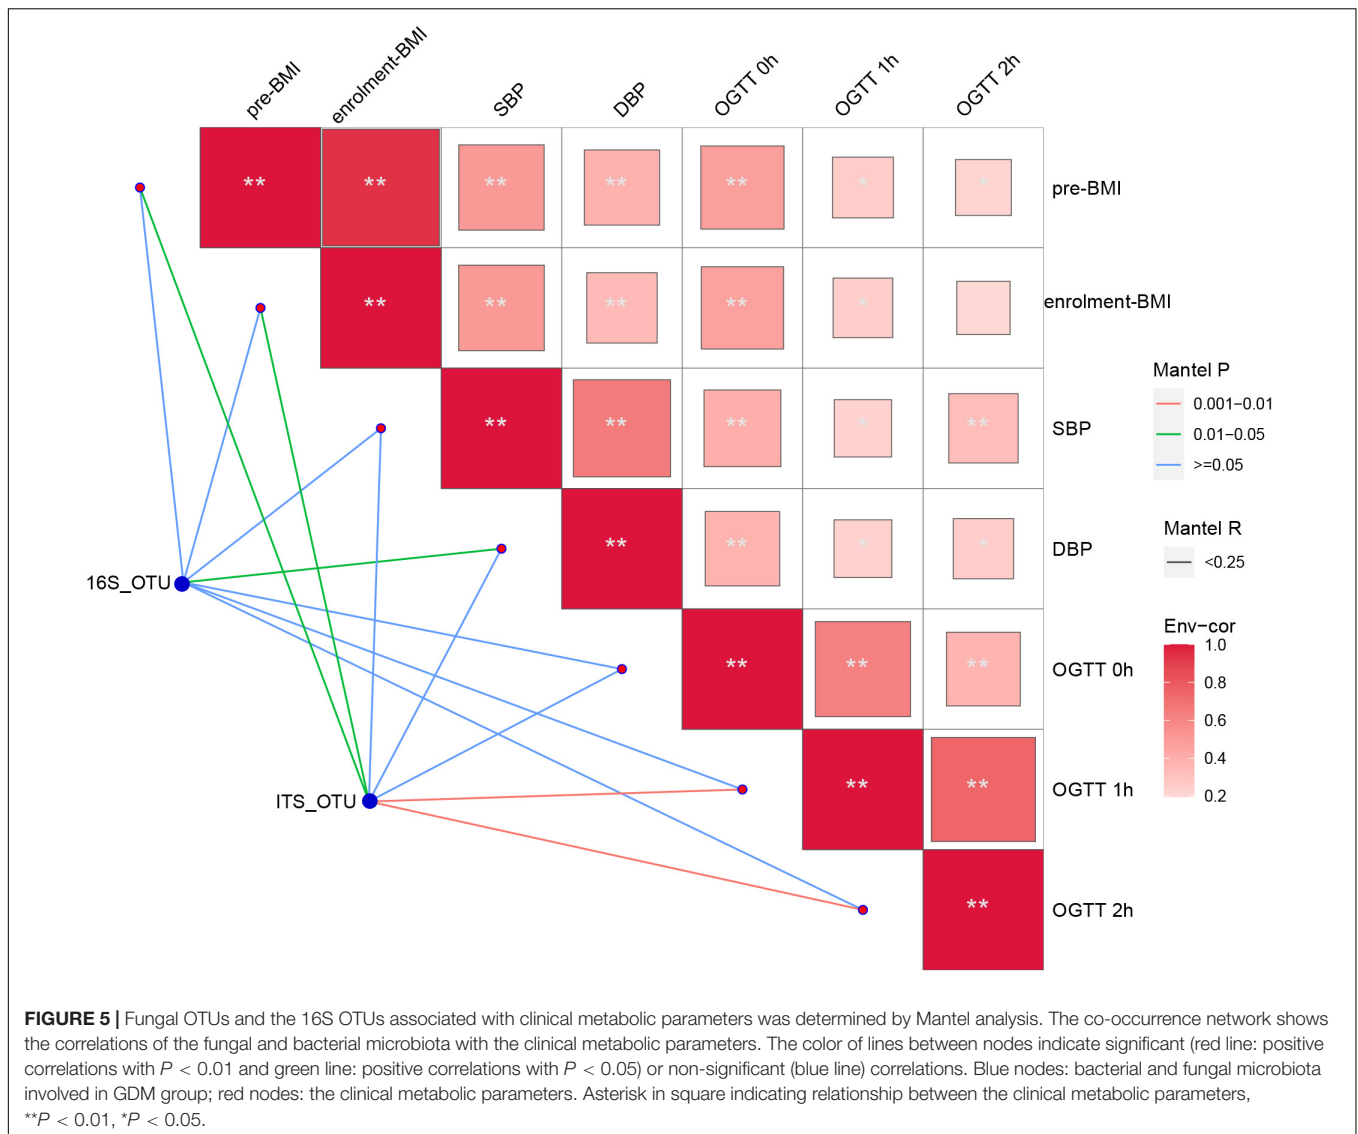 pre-BMI
enrolment-BMI
SBP
DBP
OGTT 0h
OGTT 1h
OGTT 2h
** ** ** ** ** * *
pre-BMI
** ** ** ** *
enrolment-BMI
** ** ** * **
SBP
** ** * *
DBP
** ** **
OGTT 0h
** **
OGTT 1h
**
OGTT 2h
16S_OTU
ITS_OTU
Mantel P
0.001−0.01
0.01−0.05
>=0.05
Mantel R
<0.25
Env−cor
1.0
0.8
0.6
0.4
0.2
FIGURE 5 | Fungal OTUs and the 16S OTUs associated with clinical metabolic parameters was determined by Mantel analysis. The co-occurrence network shows
the correlations of the fungal and bacterial microbiota with the clinical metabolic parameters. The color of lines between nodes indicate significant (red line: positive
correlations with P < 0.01 and green line: positive correlations with P < 0.05) or non-significant (blue line) correlations. Blue nodes: bacterial and fungal microbiota
involved in GDM group; red nodes: the clinical metabolic parameters. Asterisk in square indicating relationship between the clinical metabolic parameters,
**P < 0.01, *P < 0.05.